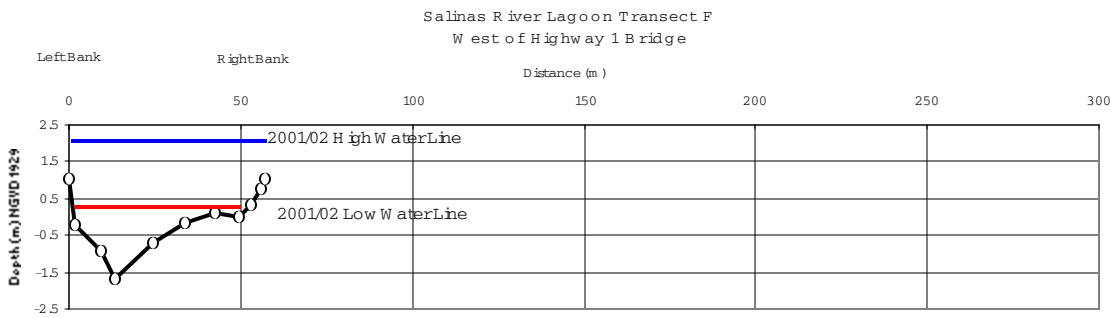 Salinas River Lagoon Transect F
West of Highway 1 Bridge
Left Bank
Right Bank
Distance (m)
0 50 100 150 200 250 300
2.5
2001/02 High Water Line
1.5
0.5
2001/02 Low Water Line
-0.5
-1.5
-2.5
Depth (m) NGVD 1929